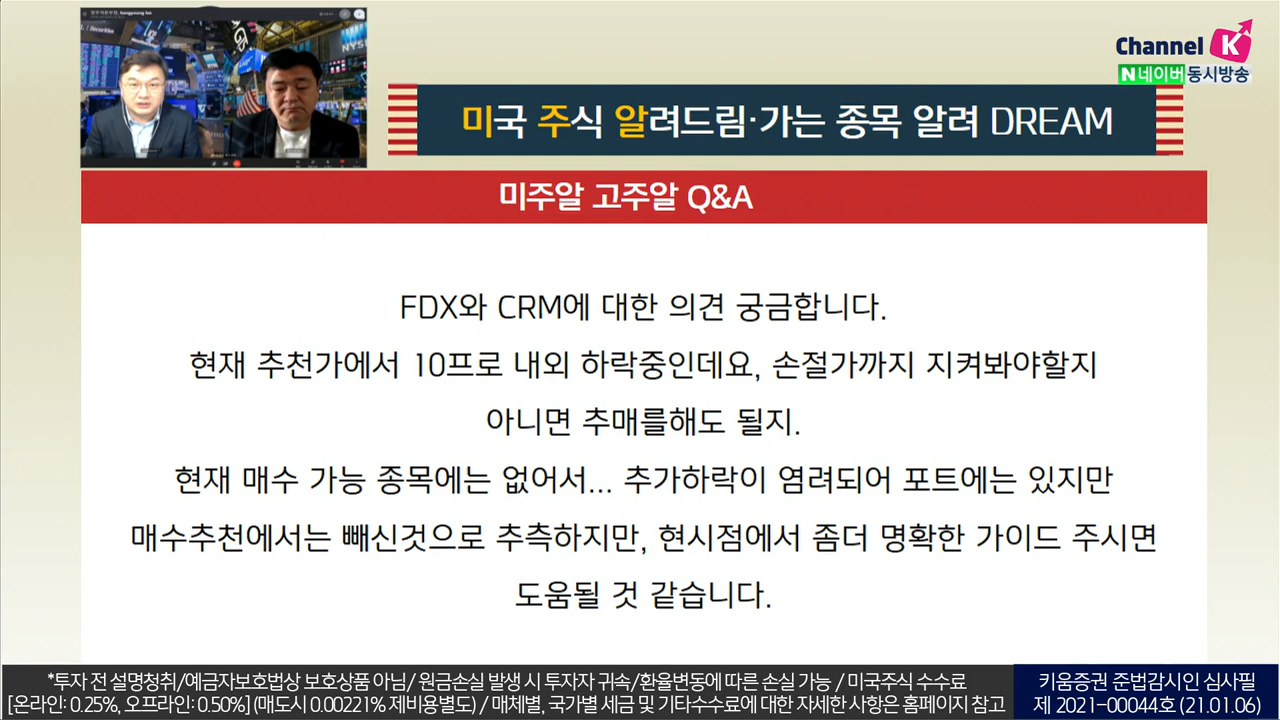 Channel K
N네이버 동시방송
NYSE
미국 주식 알려드림·가는 종목 알려 DREAM
미주알 고주알 Q&A
FDX와 CRM에 대한 의견 궁금합니다.
현재 추천가에서 10프로 내외 하락중인데요, 손절가까지 지켜봐야할지
아니면 추매를해도 될지.
현재 매수 가능 종목에는 없어서... 추가하락이 염려되어 포트에는 있지만
매수추천에서는 빼신것으로 추측하지만, 현시점에서 좀더 명확한 가이드 주시면
도움될 것 같습니다.
*투자 전 설명청취/예금자보호법상 보호상품 아님/ 원금손실 발생 시 투자자 귀속/환율변동에 따른 손실 가능 / 미국주식 수수료
[온라인: 0.25%, 오프라인: 0.50%] (매도시 0.00221% 제비용별도) / 매체별, 국가별 세금 및 기타수수료에 대한 자세한 사항은 홈페이지 참고
키움증권 준법감시인 심사필
제 2021-00044호 (21.01.06)